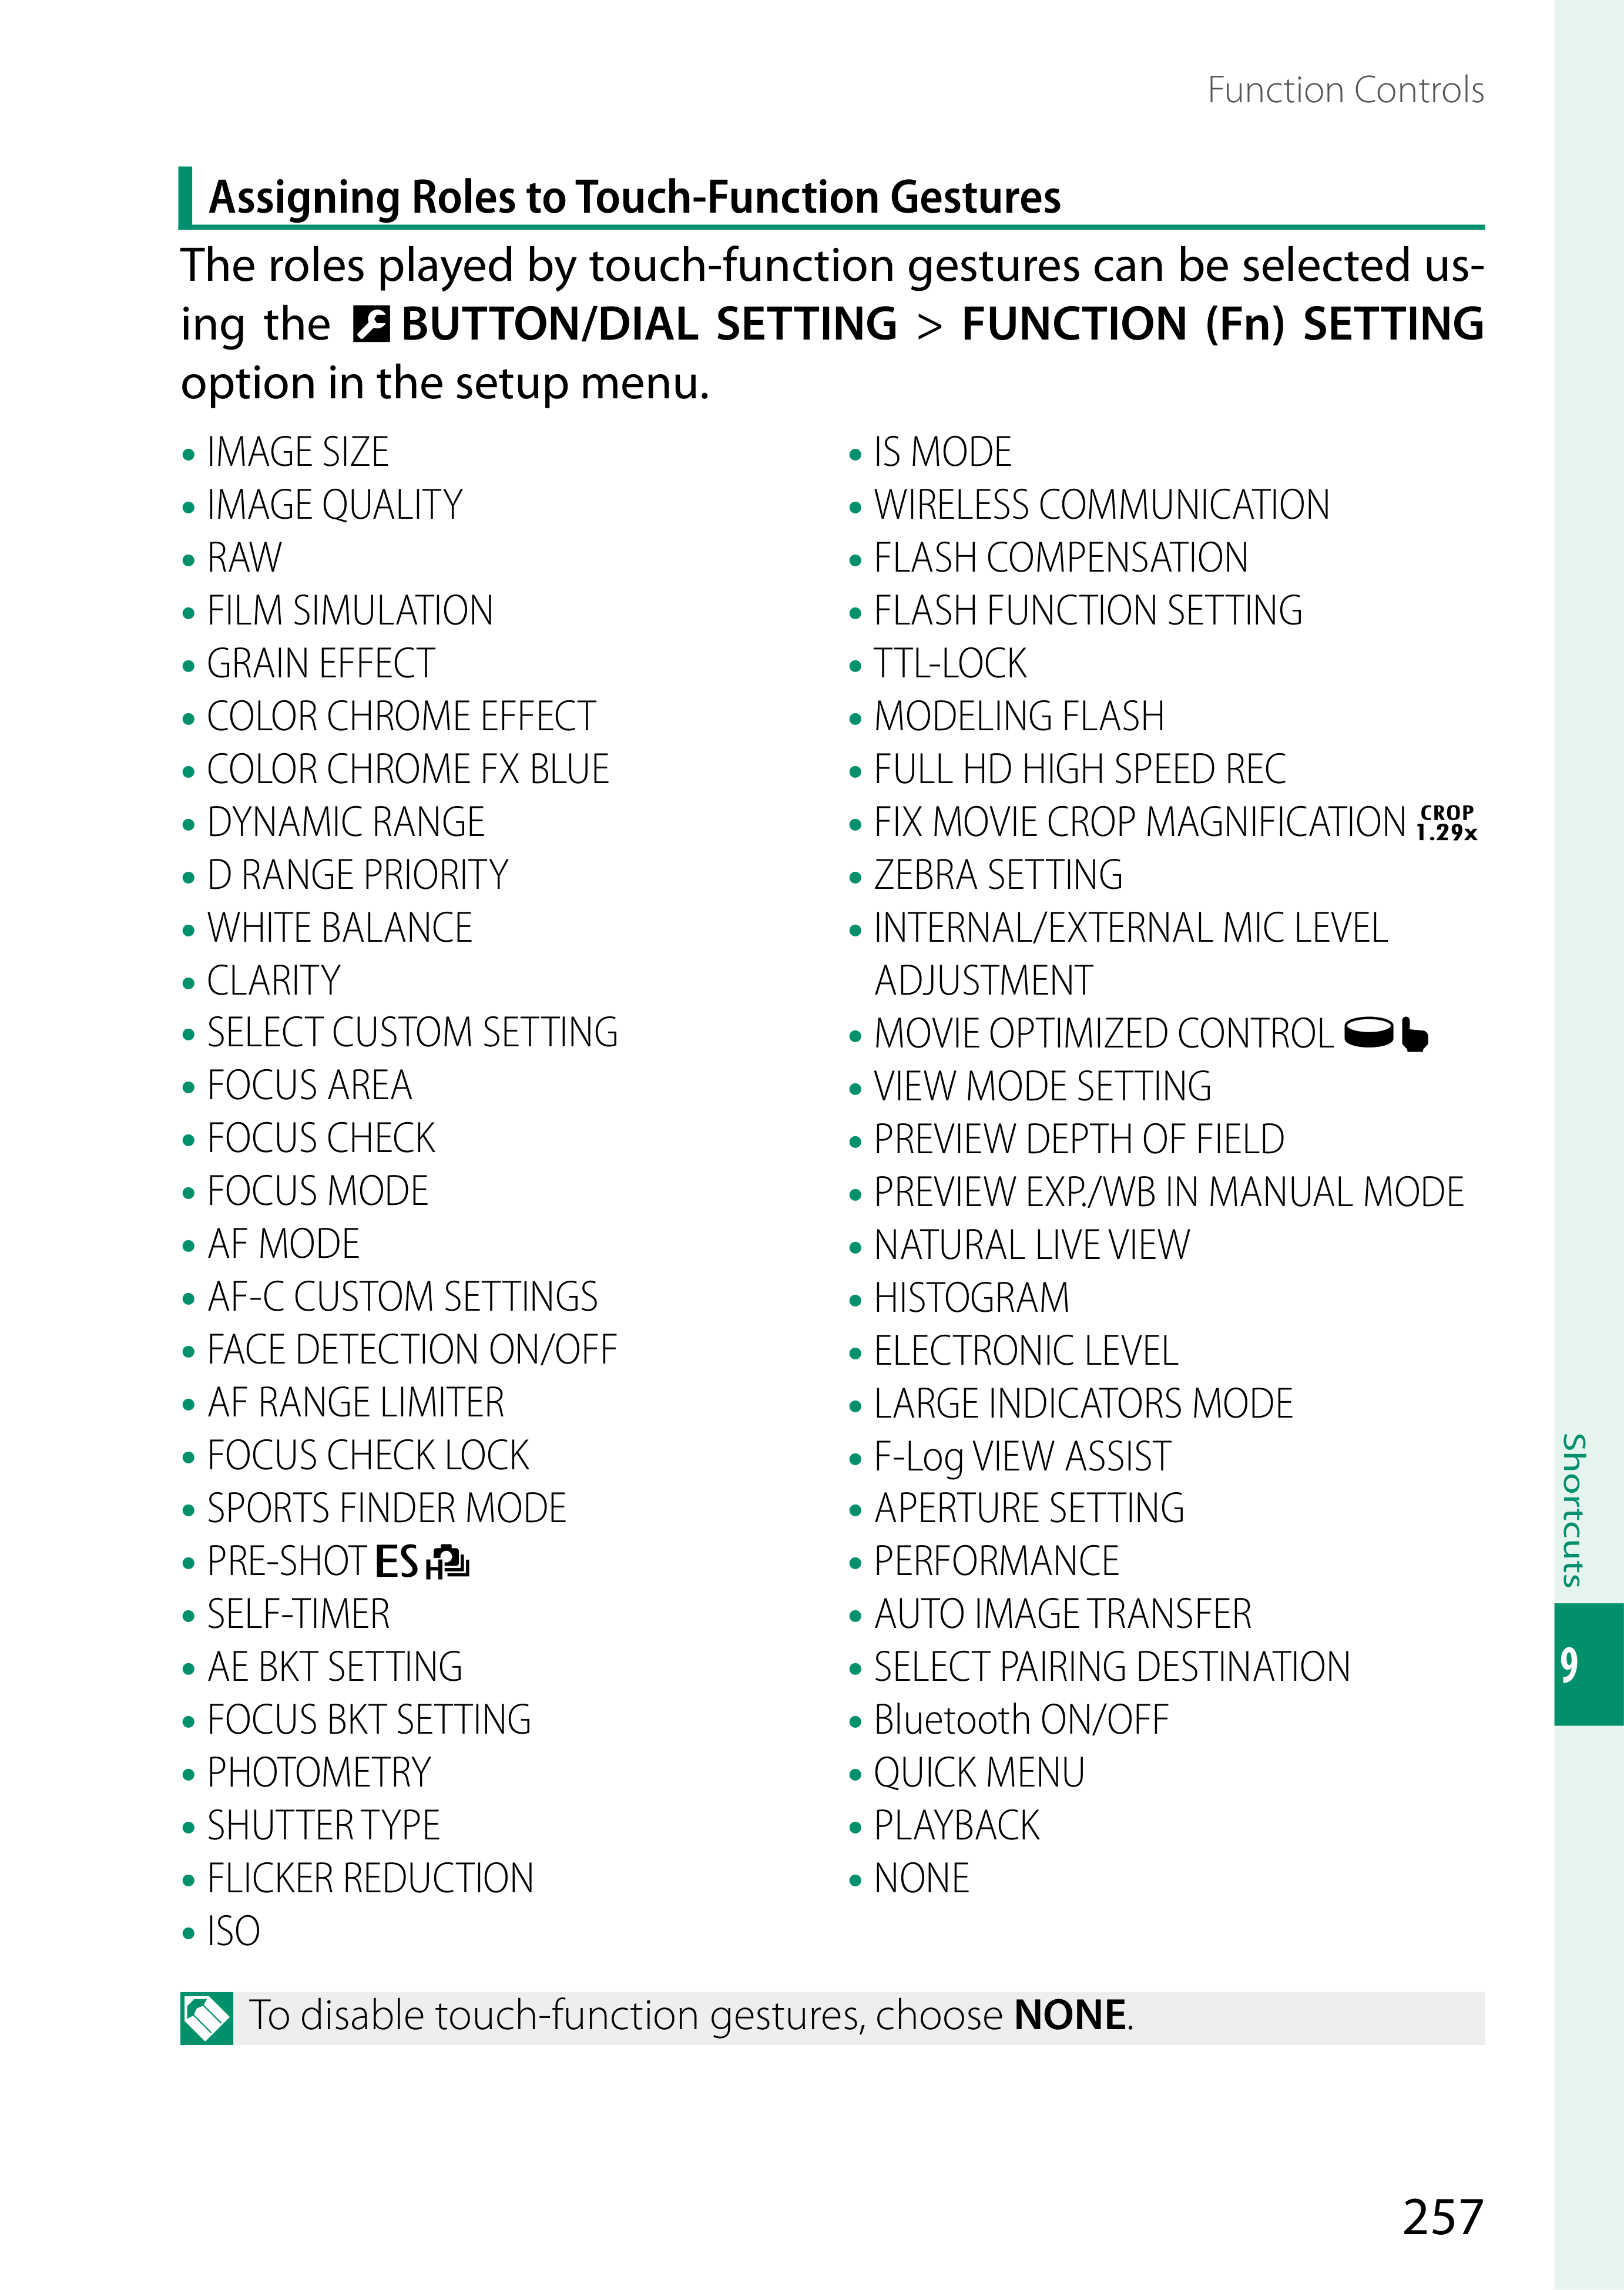 Function Controls
Assigning Roles to Touch-Function Gestures
The roles played by touch-function gestures can be selected us-
ing the BUTTON/DIAL SETTING > FUNCTION (Fn) SETTING
option in the setup menu.
• IMAGE SIZE
• IMAGE QUALITY
• RAW
• FILM SIMULATION
• GRAIN EFFECT
• COLOR CHROME EFFECT
• COLOR CHROME FX BLUE
• DYNAMIC RANGE
• D RANGE PRIORITY
• WHITE BALANCE
• CLARITY
• SELECT CUSTOM SETTING
• FOCUS AREA
• FOCUS CHECK
• FOCUS MODE
• AF MODE
• AF-C CUSTOM SETTINGS
• FACE DETECTION ON/OFF
• AF RANGE LIMITER
• FOCUS CHECK LOCK
• SPORTS FINDER MODE
• PRE-SHOT ES H
• SELF-TIMER
• AE BKT SETTING
• FOCUS BKT SETTING
• PHOTOMETRY
• SHUTTER TYPE
• FLICKER REDUCTION
• ISO
• IS MODE
• WIRELESS COMMUNICATION
• FLASH COMPENSATION
• FLASH FUNCTION SETTING
• TTL-LOCK
• MODELING FLASH
• FULL HD HIGH SPEED REC
• FIX MOVIE CROP MAGNIFICATION CROP 1.29x
• ZEBRA SETTING
• INTERNAL/EXTERNAL MIC LEVEL
ADJUSTMENT
• MOVIE OPTIMIZED CONTROL
• VIEW MODE SETTING
• PREVIEW DEPTH OF FIELD
• PREVIEW EXP./WB IN MANUAL MODE
• NATURAL LIVE VIEW
• HISTOGRAM
• ELECTRONIC LEVEL
• LARGE INDICATORS MODE
• F-Log VIEW ASSIST
• APERTURE SETTING
• PERFORMANCE
• AUTO IMAGE TRANSFER
• SELECT PAIRING DESTINATION
• Bluetooth ON/OFF
• QUICK MENU
• PLAYBACK
• NONE
To disable touch-function gestures, choose NONE.
Shortcuts
9
257